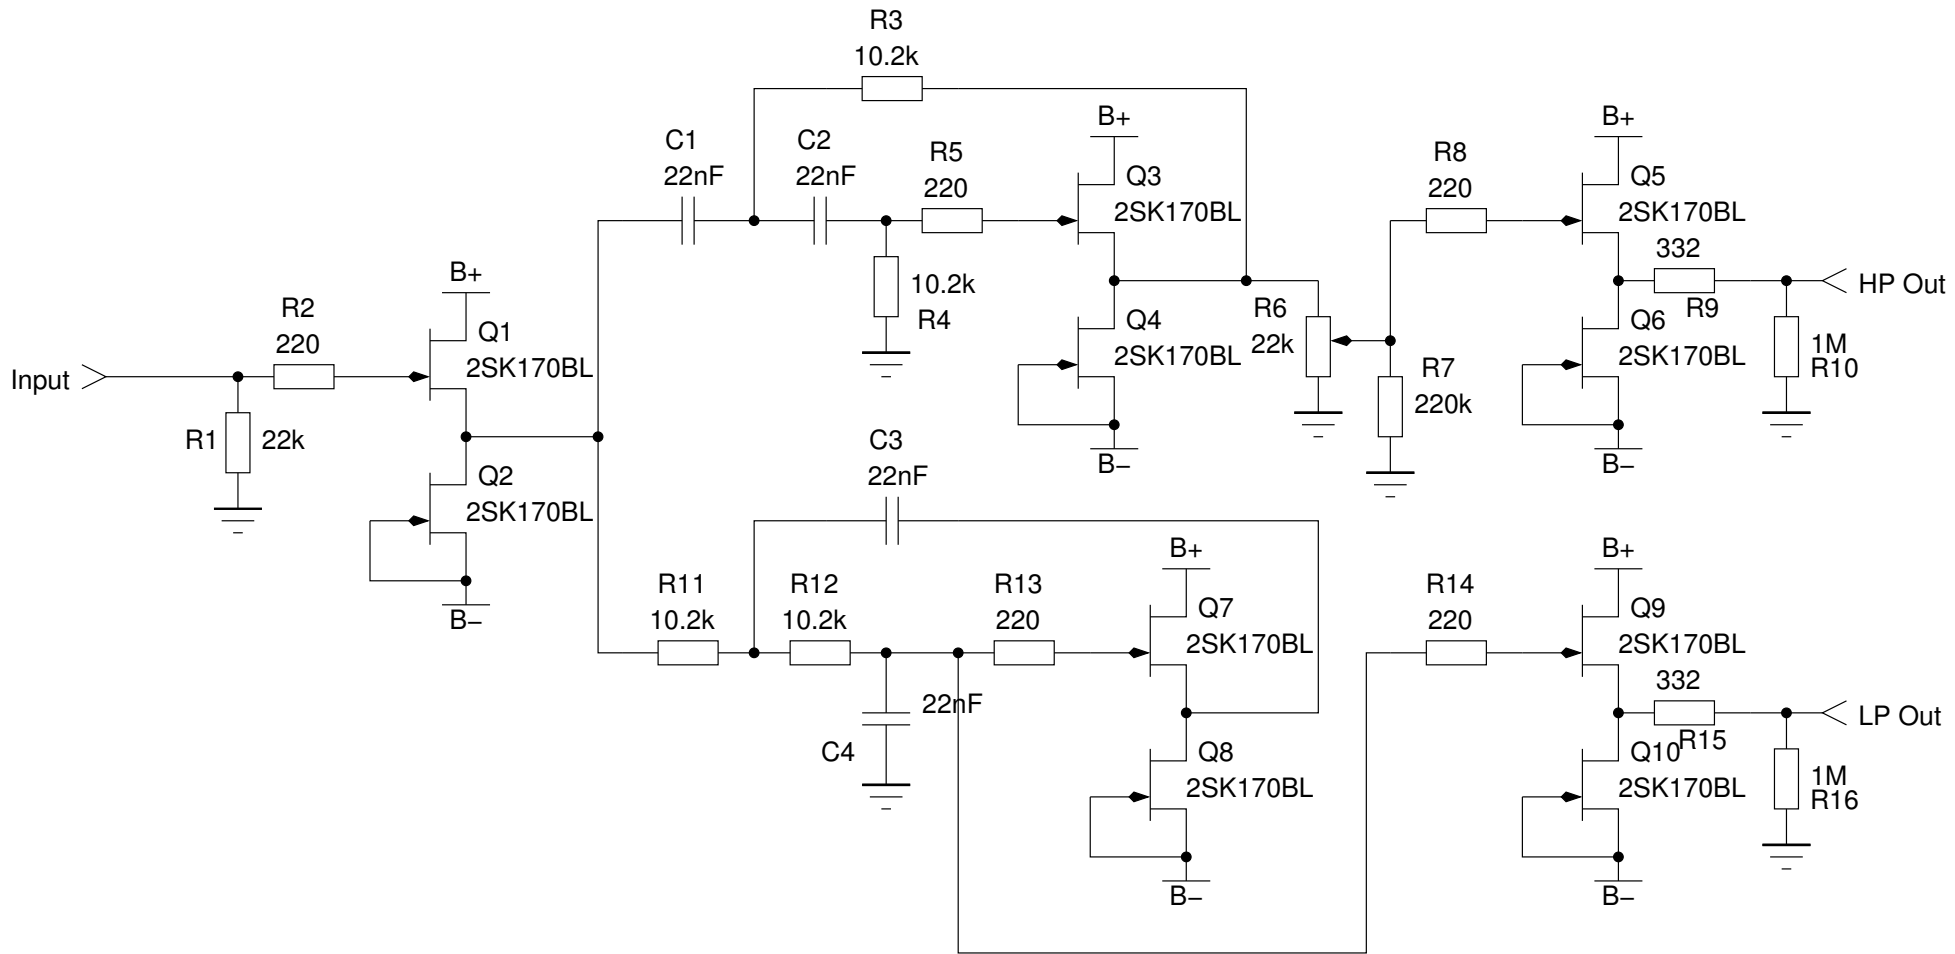 R3
10.2k
C1
22nF
C2
22nF
R5
220
B+
Q3
2SK170BL
R8
220
B+
Q5
2SK170BL
332
R9
HP Out
10.2k
R4
Q4
2SK170BL
B−
R6
22k
R7
220k
Q6
2SK170BL
B−
1M
R10
Input
R1
22k
R2
220
B+
Q1
2SK170BL
Q2
2SK170BL
B−
C3
22nF
R11
10.2k
R12
10.2k
R13
220
B+
Q7
2SK170BL
R14
220
B+
Q9
2SK170BL
332
R15
LP Out
22nF
C4
Q8
2SK170BL
B−
Q10
2SK170BL
B−
1M
R16